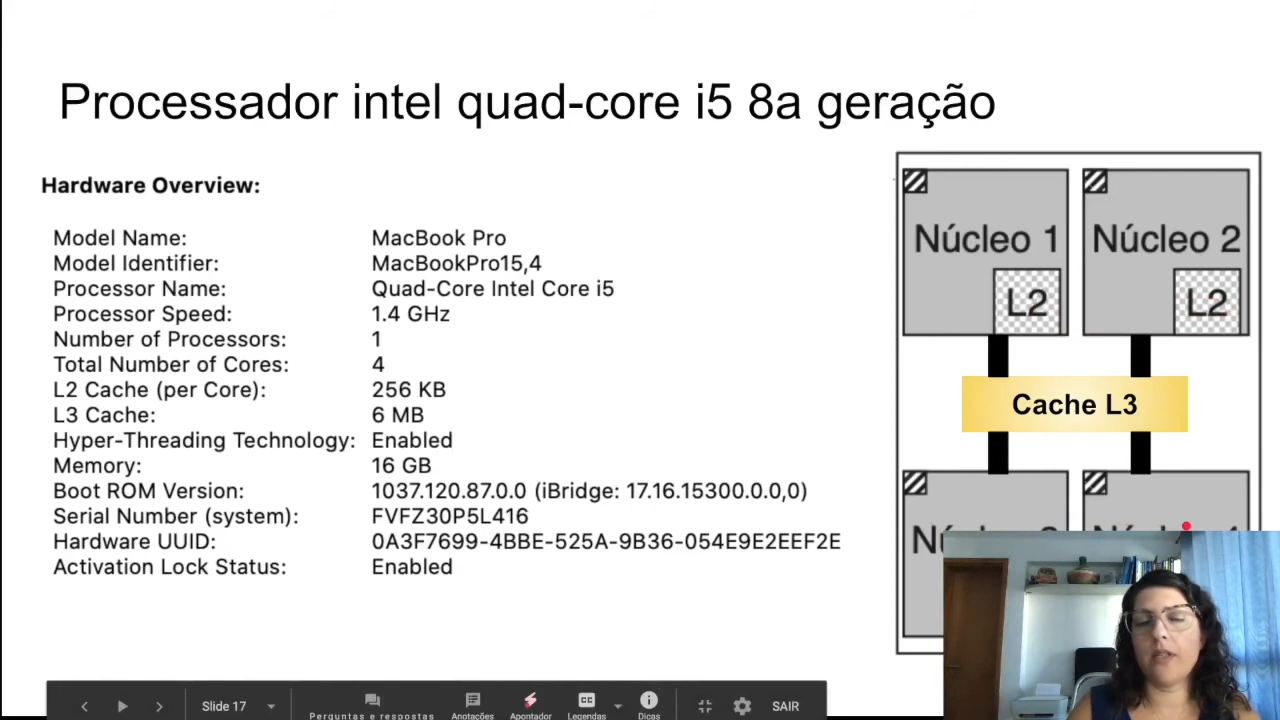 Processador intel quad-core i5 8a geração
Hardware Overview:
Model Name: MacBook Pro
Model Identifier: MacBookPro15,4
Processor Name: Quad-Core Intel Core i5
Processor Speed: 1.4 GHz
Number of Processors: 1
Total Number of Cores: 4
L2 Cache (per Core): 256 KB
L3 Cache: 6 MB
Hyper-Threading Technology: Enabled
Memory: 16 GB
Boot ROM Version: 1037.120.87.0.0 (iBridge: 17.16.15300.0.0,0)
Serial Number (system): FVFZ30P5L416
Hardware UUID: 0A3F7699-4BBE-525A-9B36-054E9E2EEF2E
Activation Lock Status: Enabled
Núcleo 1
L2
Núcleo 2
L2
Cache L3
Slide 17
Perguntas e respostas
Anotações
Apontador
CC
Legendas
Dicas
SAIR